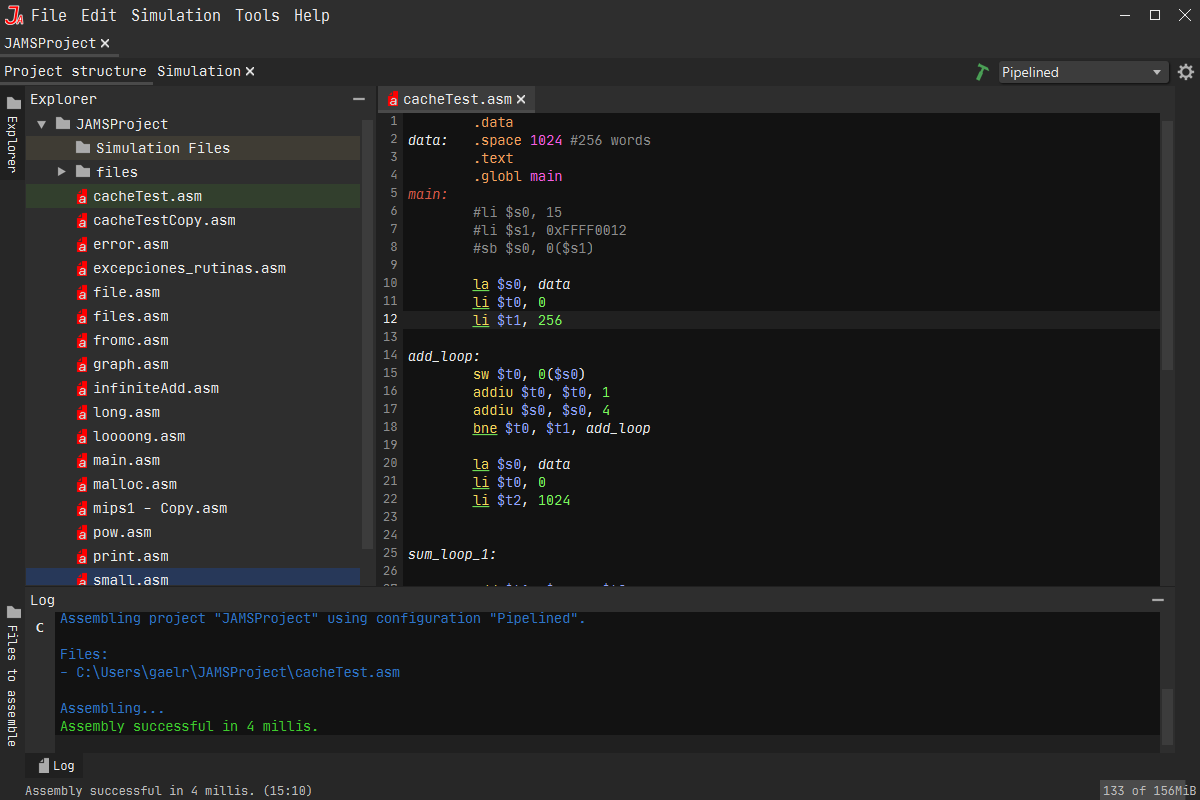 JA File Edit Simulation Tools Help
JAMSProject
Project structure Simulation
Pipelined
Explorer
Explorer
JAMSProject
Simulation Files
files
cacheTest.asm
cacheTestCopy.asm
error.asm
excepciones_rutinas.asm
file.asm
files.asm
fromc.asm
graph.asm
infiniteAdd.asm
long.asm
loooong.asm
main.asm
malloc.asm
mips1 - Copy.asm
pow.asm
print.asm
small.asm
cacheTest.asm
1 .data
2 data: .space 1024 #256 words
3 .text
4 .globl main
5 main:
6 #li $s0, 15
7 #li $s1, 0xFFFF0012
8 #sb $s0, 0($s1)
9
10 la $s0, data
11 li $t0, 0
12 li $t1, 256
13
14 add_loop:
15 sw $t0, 0($s0)
16 addiu $t0, $t0, 1
17 addiu $s0, $s0, 4
18 bne $t0, $t1, add_loop
19
20 la $s0, data
21 li $t0, 0
22 li $t2, 1024
23
24
25 sum_loop_1:
26
Log
Files to assemble
C
Assembling project "JAMSProject" using configuration "Pipelined".
Files:
- C:\Users\gaelr\JAMSProject\cacheTest.asm
Assembling...
Assembly successful in 4 millis.
Log
Assembly successful in 4 millis. (15:10)
133 of 156MiB